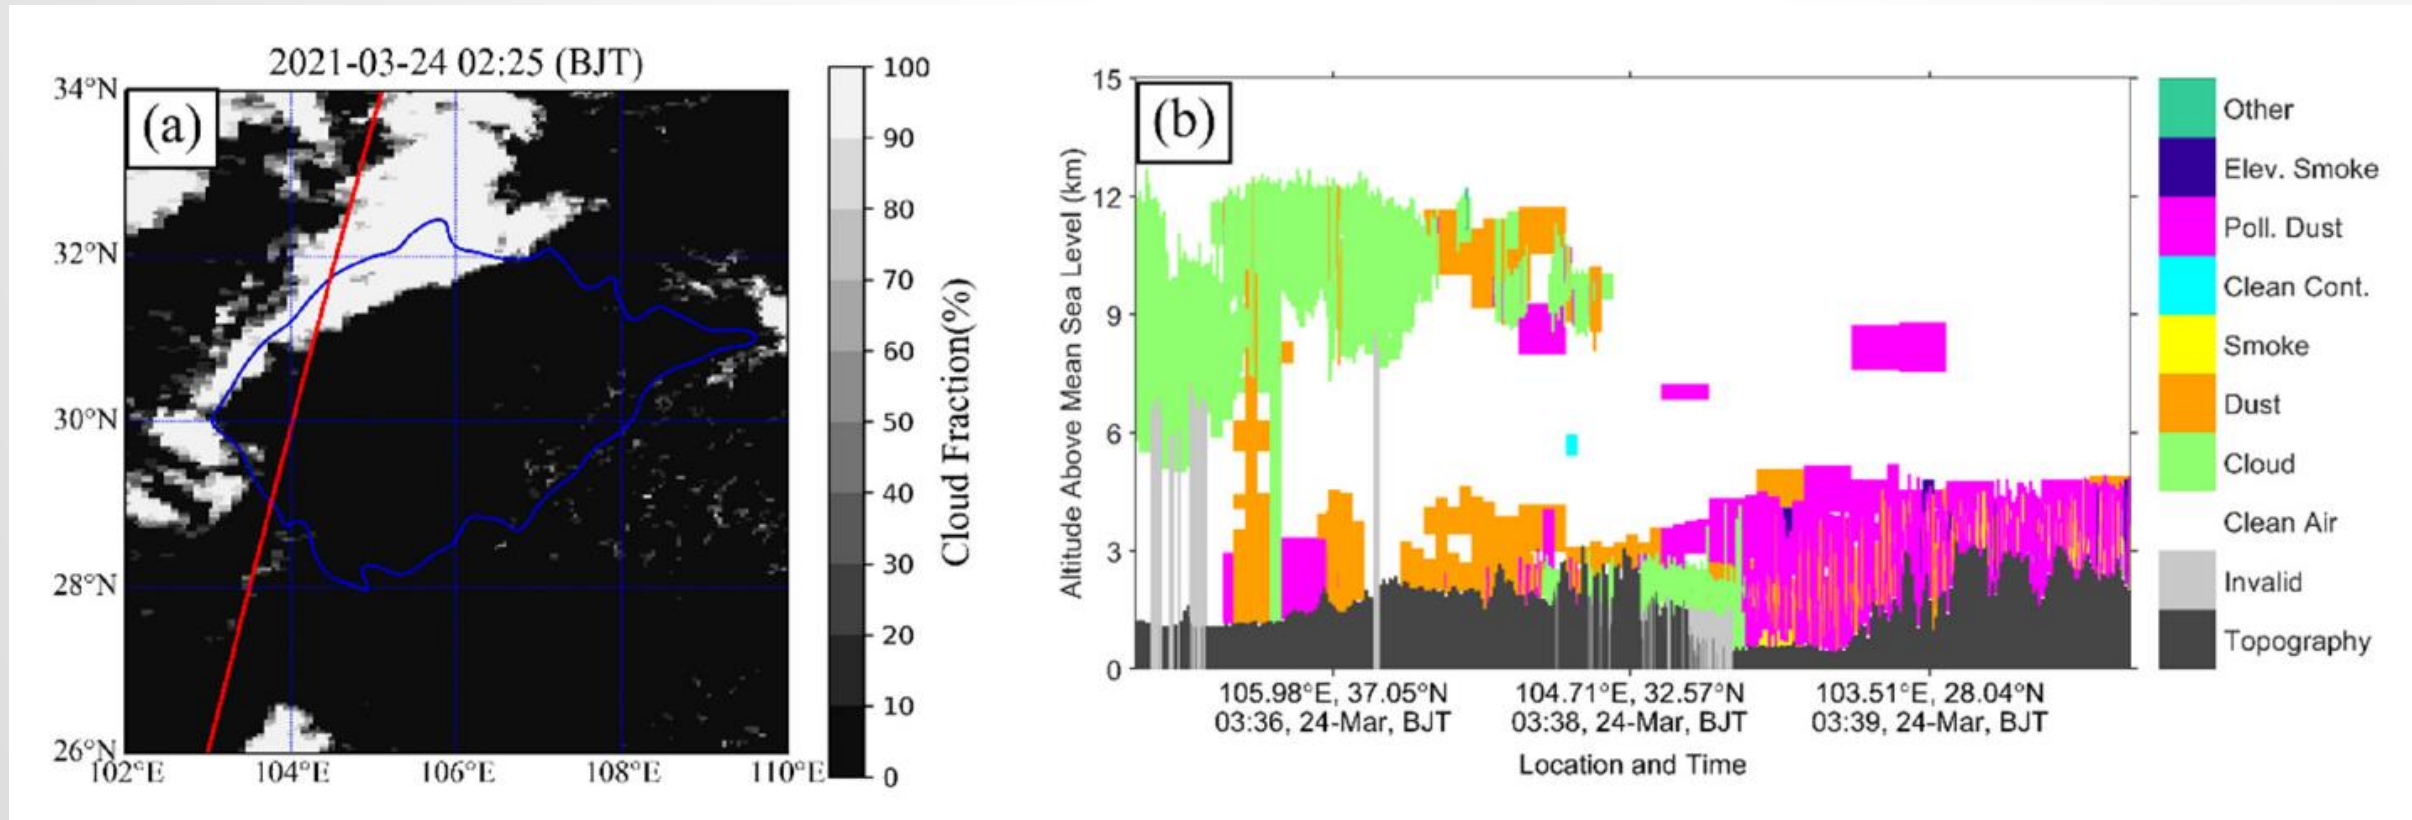 2021-03-24 02:25 (BJT)
(a)
34°N
32°N
30°N
28°N
26°N
102°E
104°E
106°E
108°E
110°E
100
90
80
70
60
50
40
30
20
10
0
Cloud Fraction(%)
(b)
Altitude Above Mean Sea Level (km)
15
12
9
6
3
0
105.98°E, 37.05°N
03:36, 24-Mar, BJT
104.71°E, 32.57°N
03:38, 24-Mar, BJT
103.51°E, 28.04°N
03:39, 24-Mar, BJT
Location and Time
Other
Elev. Smoke
Poll. Dust
Clean Cont.
Smoke
Dust
Cloud
Clean Air
Invalid
Topography